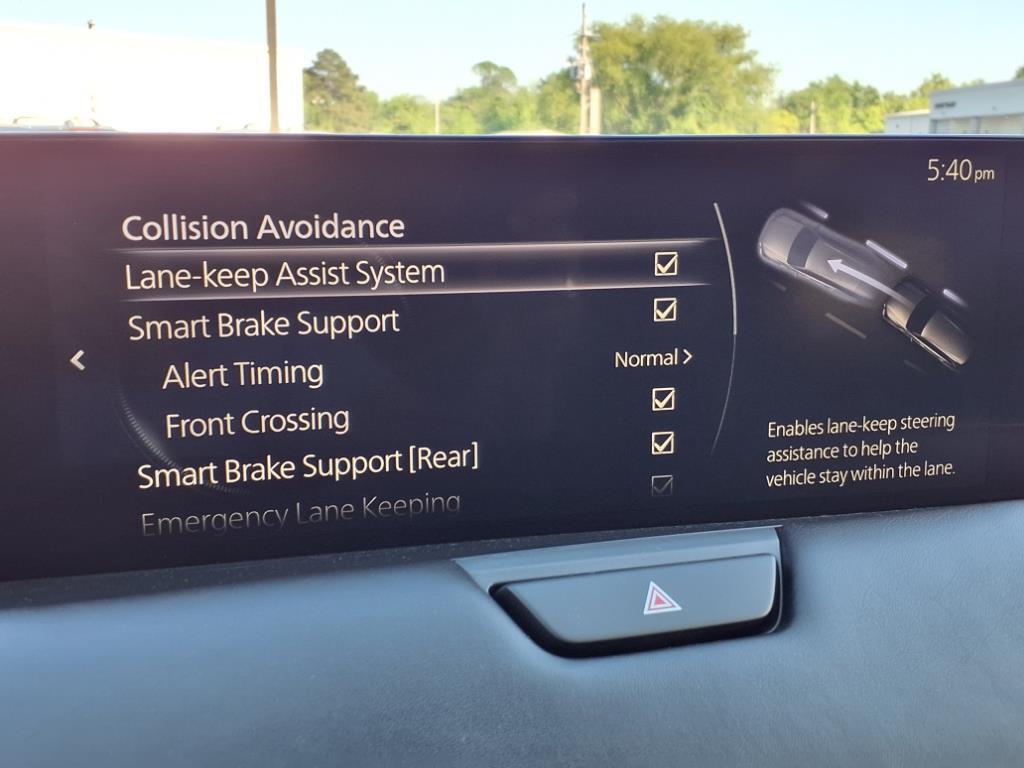 5:40 pm
Collision Avoidance
Lane-keep Assist System
Smart Brake Support
Alert Timing
Normal >
Front Crossing
Smart Brake Support [Rear]
Emergency Lane Keeping
Enables lane-keep steering
assistance to help the
vehicle stay within the lane.